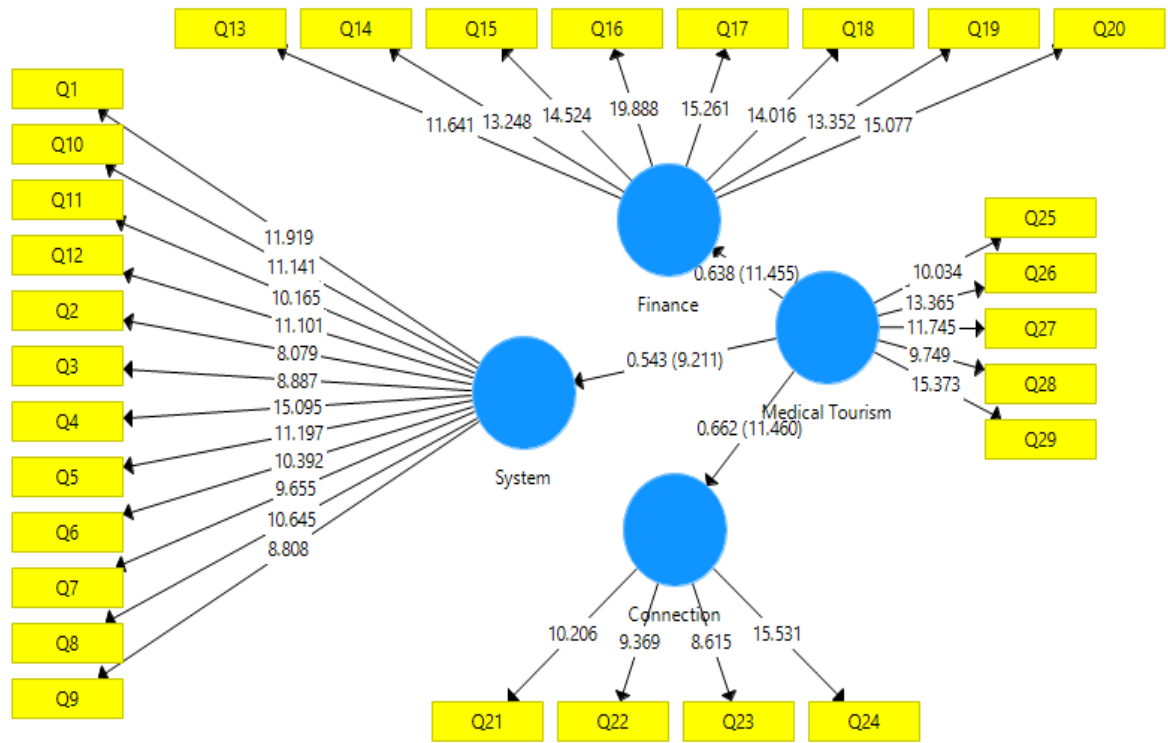 Q13 Q14 Q15 Q16 Q17 Q18 Q19 Q20
11.641 13.248 14.524 19.888 15.261 14.016 13.352 15.077
Q1
Q10
Q11
Q12
Q2
Q3
Q4
Q5
Q6
Q7
Q8
Q9
11.919
11.141
10.165
11.101
8.079
8.887
15.095
11.197
10.392
9.655
10.645
8.808
System
Finance
0.638 (11.455)
0.543 (9.211)
0.662 (11.460)
Medical Tourism
10.034
13.365
11.745
9.749
15.373
Q25
Q26
Q27
Q28
Q29
Connection
10.206 9.369 8.615 15.531
Q21 Q22 Q23 Q24